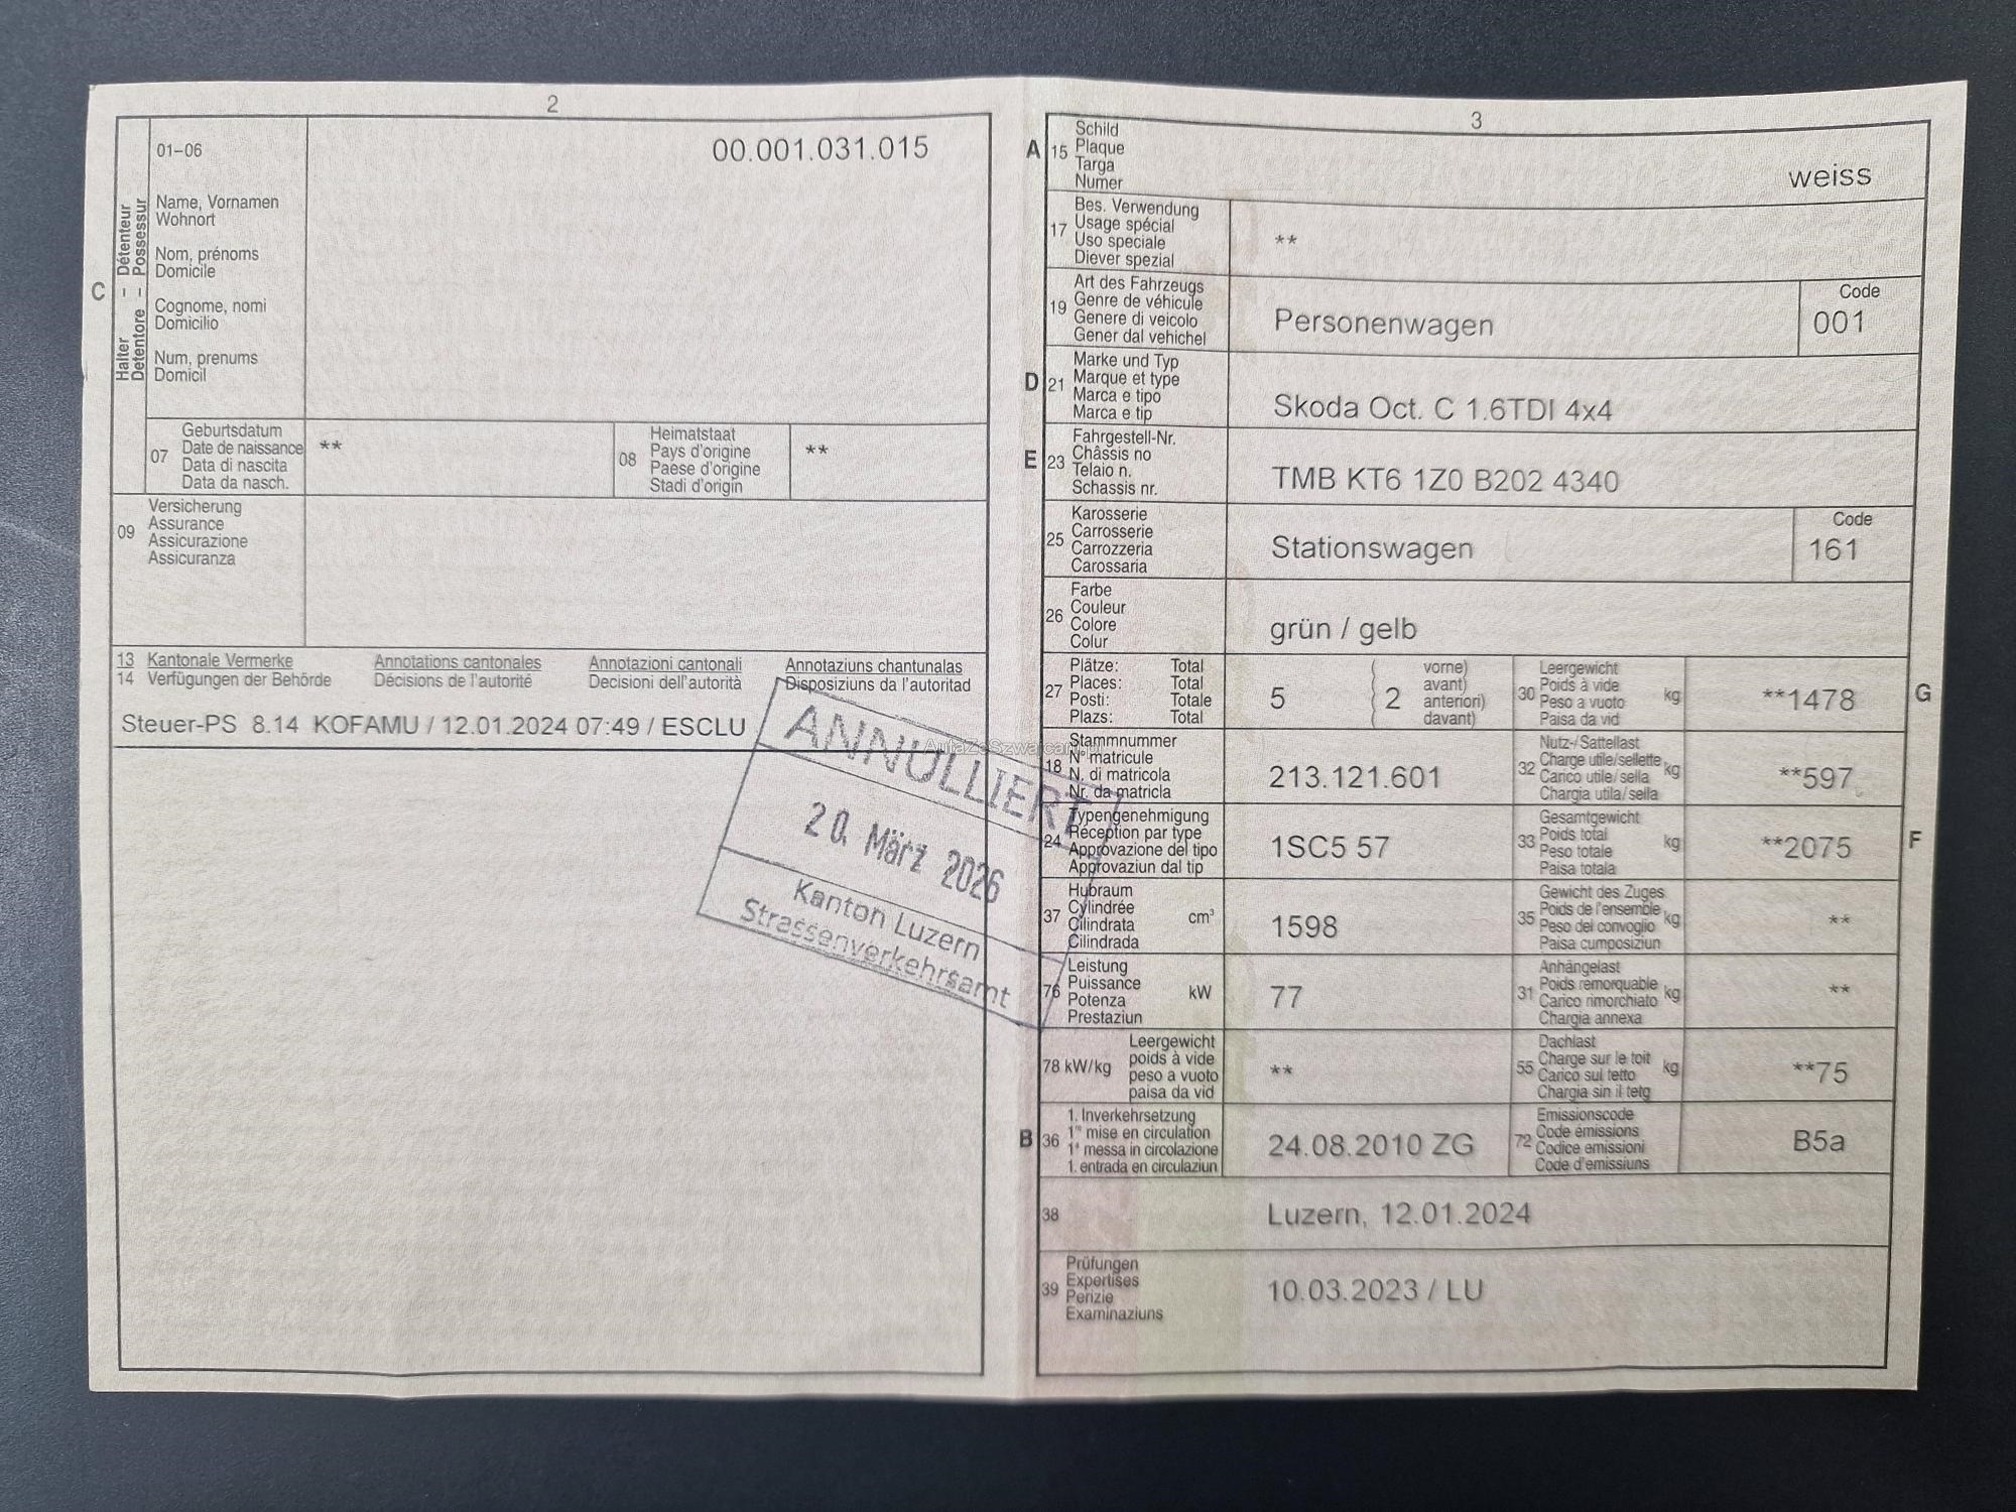 2
01–06
00.001.031.015
Name, Vornamen
Wohnort
Nom, prénoms
Domicile
Cognome, nomi
Domicilio
Num, prenums
Domicil
C
Halter – Détenteur
Detentore – Possessur
07
Geburtsdatum
Date de naissance
Data di nascita
Data da nasch.
**
08
Heimatstaat
Pays d'origine
Paese d'origine
Stadi d'origin
**
09
Versicherung
Assurance
Assicurazione
Assicuranza
13 Kantonale Vermerke Annotations cantonales Annotazioni cantonali Annotaziuns chantunalas
14 Verfügungen der Behörde Décisions de l'autorité Decisioni dell'autorità Disposiziuns da l'autoritad
Steuer-PS 8.14 KOFAMU / 12.01.2024 07:49 / ESCLU
ANNULLIERT
20. März 2026
Kanton Luzern
Strassenverkehrsamt
3
A 15
Schild
Plaque
Targa
Numer
weiss
17
Bes. Verwendung
Usage spécial
Uso speciale
Diever spezial
**
19
Art des Fahrzeugs
Genre de véhicule
Genere di veicolo
Gener dal vehichel
Personenwagen
Code
001
D 21
Marke und Typ
Marque et type
Marca e tipo
Marca e tip
Skoda Oct. C 1.6TDI 4x4
E 23
Fahrgestell-Nr.
Châssis no
Telaio n.
Schassis nr.
TMB KT6 1Z0 B202 4340
25
Karosserie
Carrosserie
Carrozzeria
Carossaria
Stationswagen
Code
161
26
Farbe
Couleur
Colore
Colur
grün / gelb
27
Plätze: Total
Places: Total
Posti: Totale
Plazs: Total
5
2
vorne)
avant)
anteriori)
davant)
30
Leergewicht
Poids à vide
Peso a vuoto
Paisa da vid
kg
**1478
G
18
Stammnummer
N° matricule
N. di matricola
Nr. da matricla
213.121.601
32
Nutz-/Sattellast
Charge utile/sellette
Carico utile/sella
Chargia utila/sella
kg
**597
24
Typengenehmigung
Réception par type
Approvazione del tipo
Approvaziun dal tip
1SC5 57
33
Gesamtgewicht
Poids total
Peso totale
Paisa totala
kg
**2075
F
37
Hubraum
Cylindrée
Cilindrata
Cilindrada
cm³
1598
35
Gewicht des Zuges
Poids de l'ensemble
Peso del convoglio
Paisa cumposiziun
kg
**
76
Leistung
Puissance
Potenza
Prestaziun
kW
77
31
Anhängelast
Poids remorquable
Carico rimorchiato
Chargia annexa
kg
**
78 kW/kg
Leergewicht
poids à vide
peso a vuoto
paisa da vid
**
55
Dachlast
Charge sur le toit
Carico sul tetto
Chargia sin il tetg
kg
**75
B 36
1. Inverkehrsetzung
1re mise en circulation
1a messa in circolazione
1. entrada en circulaziun
24.08.2010 ZG
72
Emissionscode
Code émissions
Codice emissioni
Code d'emissiuns
B5a
38
Luzern, 12.01.2024
39
Prüfungen
Expertises
Perizie
Examinaziuns
10.03.2023 / LU